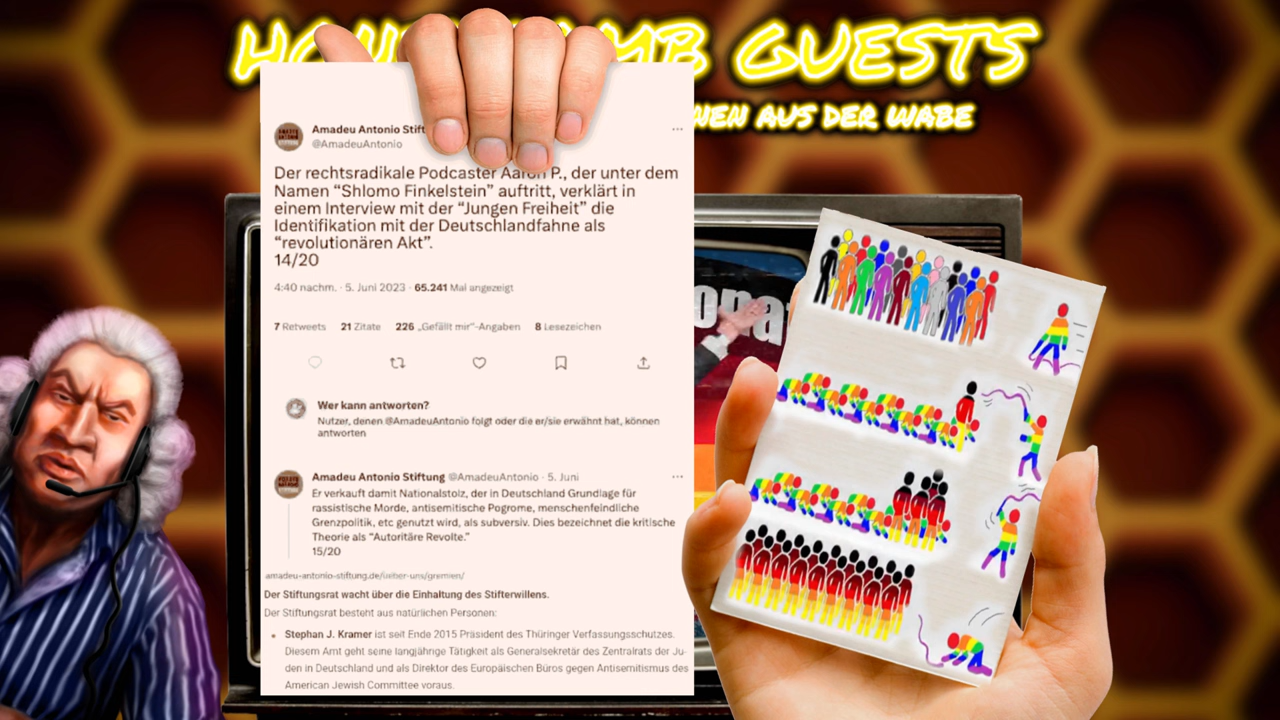 GUESTS
AUS DER WABE
Amadeu Antonio
@AmadeuAntonio
Der rechtsradikale Podcaster Aaron P., der unter dem
Namen “Shlomo Finkelstein” auftritt, verklärt in
einem Interview mit der “Jungen Freiheit” die
Identifikation mit der Deutschlandfahne als
“revolutionären Akt”.
14/20
4:40 nachm. · 5. Juni 2023 · 65.241 Mal angezeigt
7 Retweets 21 Zitate 226 „Gefällt mir“-Angaben 8 Lesezeichen
Wer kann antworten?
Nutzer, denen @AmadeuAntonio folgt oder die er/sie erwähnt hat, können
antworten
Amadeu Antonio Stiftung @AmadeuAntonio · 5. Juni
Er verkauft damit Nationalstolz, der in Deutschland Grundlage für
rassistische Morde, antisemitische Pogrome, menschenfeindliche
Grenzpolitik, etc genutzt wird, als subversiv. Dies bezeichnet die kritische
Theorie als “Autoritäre Revolte.”
15/20
amadeu-antonio-stiftung.de/ueber-uns/gremien/
Der Stiftungsrat wacht über die Einhaltung des Stifterwillens.
Der Stiftungsrat besteht aus natürlichen Personen:
Stephan J. Kramer ist seit Ende 2015 Präsident des Thüringer Verfassungsschutzes.
Diesem Amt geht seine langjährige Tätigkeit als Generalsekretär des Zentralrats der Ju-
den in Deutschland und als Direktor des Europäischen Büros gegen Antisemitismus des
American Jewish Committee voraus.